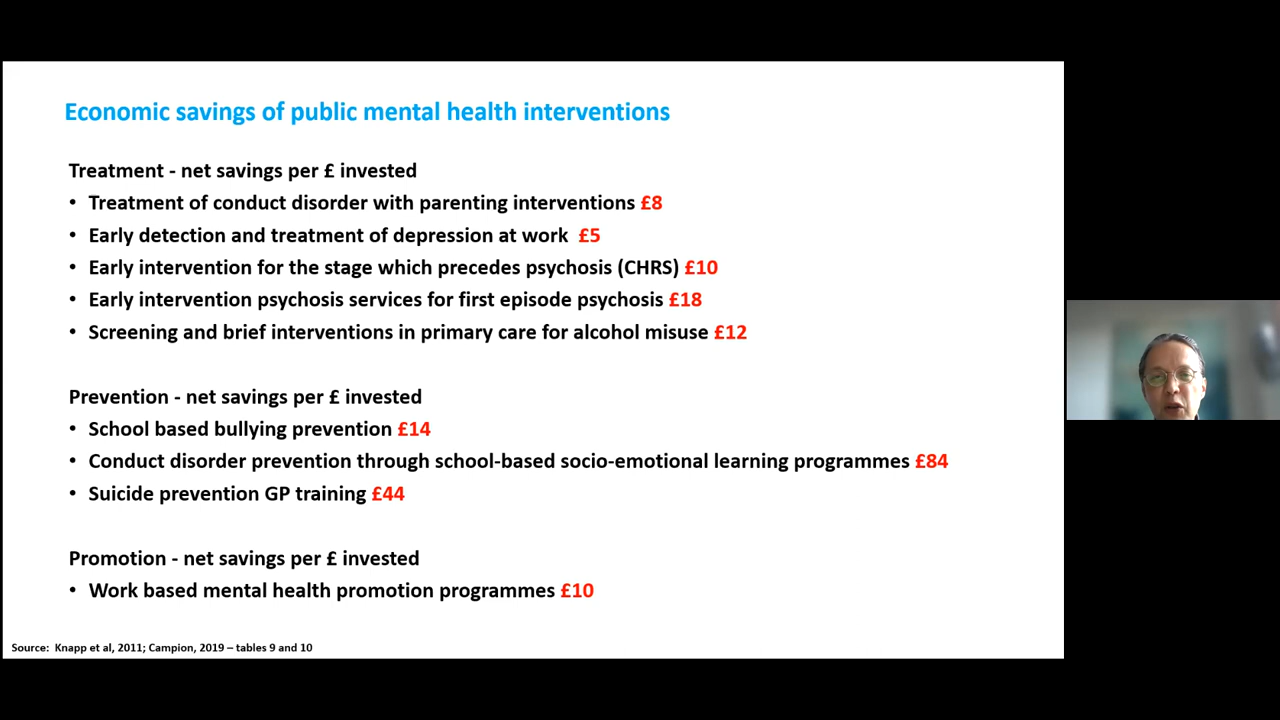 Economic savings of public mental health interventions
Treatment - net savings per £ invested
• Treatment of conduct disorder with parenting interventions £8
• Early detection and treatment of depression at work £5
• Early intervention for the stage which precedes psychosis (CHRS) £10
• Early intervention psychosis services for first episode psychosis £18
• Screening and brief interventions in primary care for alcohol misuse £12
Prevention - net savings per £ invested
• School based bullying prevention £14
• Conduct disorder prevention through school-based socio-emotional learning programmes £84
• Suicide prevention GP training £44
Promotion - net savings per £ invested
• Work based mental health promotion programmes £10
Source: Knapp et al, 2011; Campion, 2019 – tables 9 and 10